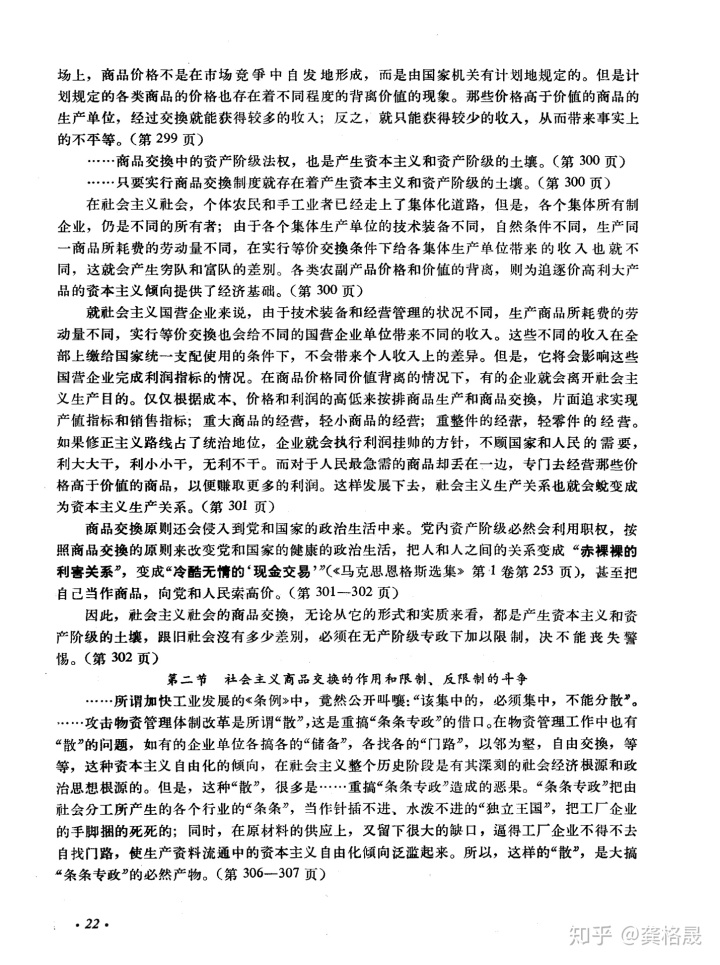 场上，商品价格不是在市场竞争中自发地形成，而是由国家机关有计划地规定的。但是计
划规定的各类商品的价格也存在着不同程度的背离价值的现象。那些价格高于价值的商品的
生产单位，经过交换就能获得较多的收入；反之，就只能获得较少的收入，从而带来事实上
的不平等。（第 299 页）
……商品交换中的资产阶级法权，也是产生资本主义和资产阶级的土壤。（第 300 页）
……只要实行商品交换制度就存在着产生资本主义和资产阶级的土壤。（第 300 页）
在社会主义社会，个体农民和手工业者已经走上了集体化道路，但是，各个集体所有制
企业，仍是不同的所有者；由于各个集体生产单位的技术装备不同，自然条件不同，生产同
一商品所耗费的劳动量不同，在实行等价交换条件下给各集体生产单位带来的收入也就不
同，这就会产生穷队和富队的差别。各类农副产品价格和价值的背离，则为追逐价高利大产
品的资本主义倾向提供了经济基础。（第 300 页）
就社会主义国营企业来说，由于技术装备和经营管理的状况不同，生产商品所耗费的劳
动量不同，实行等价交换也会给不同的国营企业单位带来不同的收入。这些不同的收入在全
部上缴给国家统一支配使用的条件下，不会带来个人收入上的差异。但是，它将会影响这些
国营企业完成利润指标的情况。在商品价格同价值背离的情况下，有的企业就会离开社会主
义生产目的。仅仅根据成本、价格和利润的高低来按排商品生产和商品交换，片面追求实现
产值指标和销售指标；重大商品的经营，轻小商品的经营；重整件的经营，轻零件的经营。
如果修正主义路线占了统治地位，企业就会执行利润挂帅的方针，不顾国家和人民的需要，
利大大干，利小小干，无利不干。而对于人民最急需的商品却丢在一边，专门去经营那些价
格高于价值的商品，以便赚取更多的利润。这样发展下去，社会主义生产关系也就会蜕变成
为资本主义生产关系。（第 301 页）
商品交换原则还会侵入到党和国家的政治生活中来。党内资产阶级必然会利用职权，按
照商品交换的原则来改变党和国家的健康的政治生活，把人和人之间的关系变成“赤裸裸的
利害关系”，变成“冷酷无情的‘现金交易’”（《马克思恩格斯选集》第 1 卷第 253 页），甚至把
自己当作商品，向党和人民索高价。（第 301—302 页）
因此，社会主义社会的商品交换，无论从它的形式和实质来看，都是产生资本主义和资
产阶级的土壤，跟旧社会没有多少差别，必须在无产阶级专政下加以限制，决不能丧失警
惕。（第 302 页）
第二节 社会主义商品交换的作用和限制、反限制的斗争
……所谓加快工业发展的《条例》中，竟然公开叫嚷：“该集中的，必须集中，不能分散”。
……攻击物资管理体制改革是所谓“散”，这是重搞“条条专政”的借口。在物资管理工作中也有
“散”的问题，如有的企业单位各搞各的“储备”，各找各的“门路”，以邻为壑，自由交换，等
等，这种资本主义自由化的倾向，在社会主义整个历史阶段是有其深刻的社会经济根源和政
治思想根源的。但是，这种“散”，很多是……重搞“条条专政”造成的恶果。“条条专政”把由
社会分工所产生的各个行业的“条条”，当作针插不进、水泼不进的“独立王国”，把工厂企业
的手脚捆的死死的；同时，在原材料的供应上，又留下很大的缺口，逼得工厂企业不得不去
自找门路，使生产资料流通中的资本主义自由化倾向泛滥起来。所以，这样的“散”，是大搞
“条条专政”的必然产物。（第 306—307 页）
· 22 ·
知乎 @龚格晟